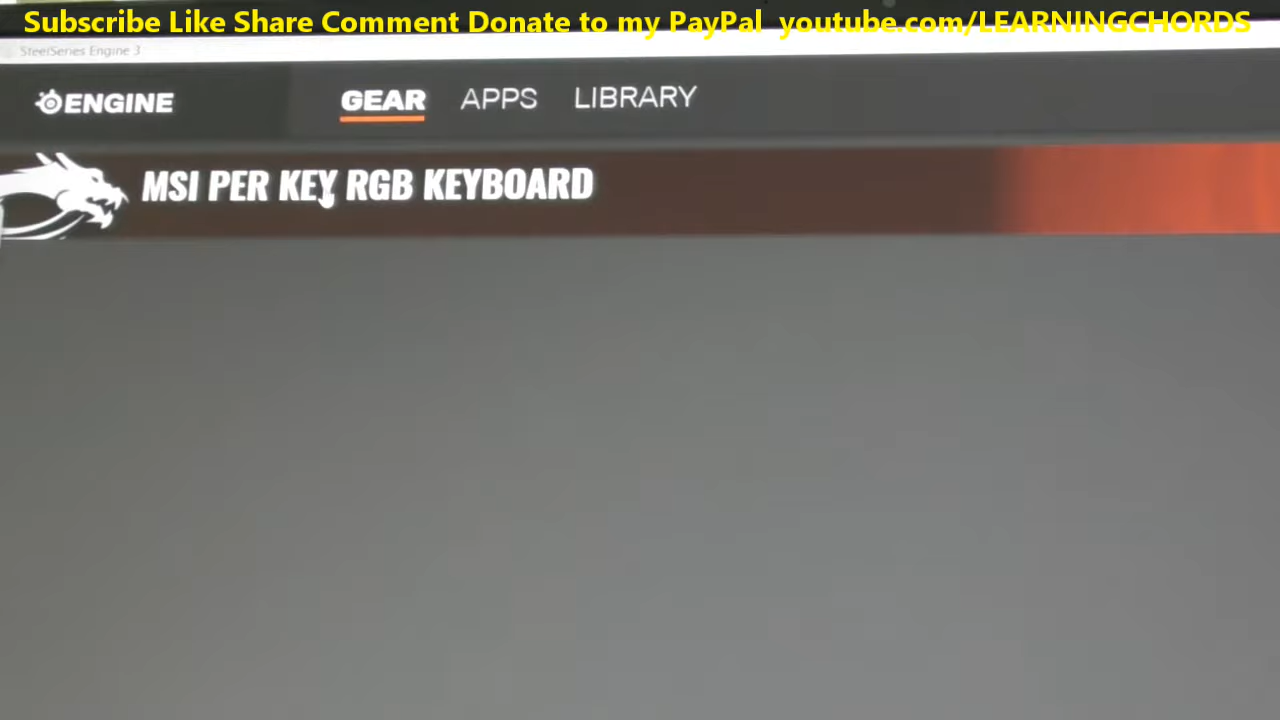 Subscribe Like Share Comment Donate to my PayPal youtube.com/LEARNINGCHORDS
SteelSeries Engine 3
ENGINE GEAR APPS LIBRARY
MSI PER KEY RGB KEYBOARD